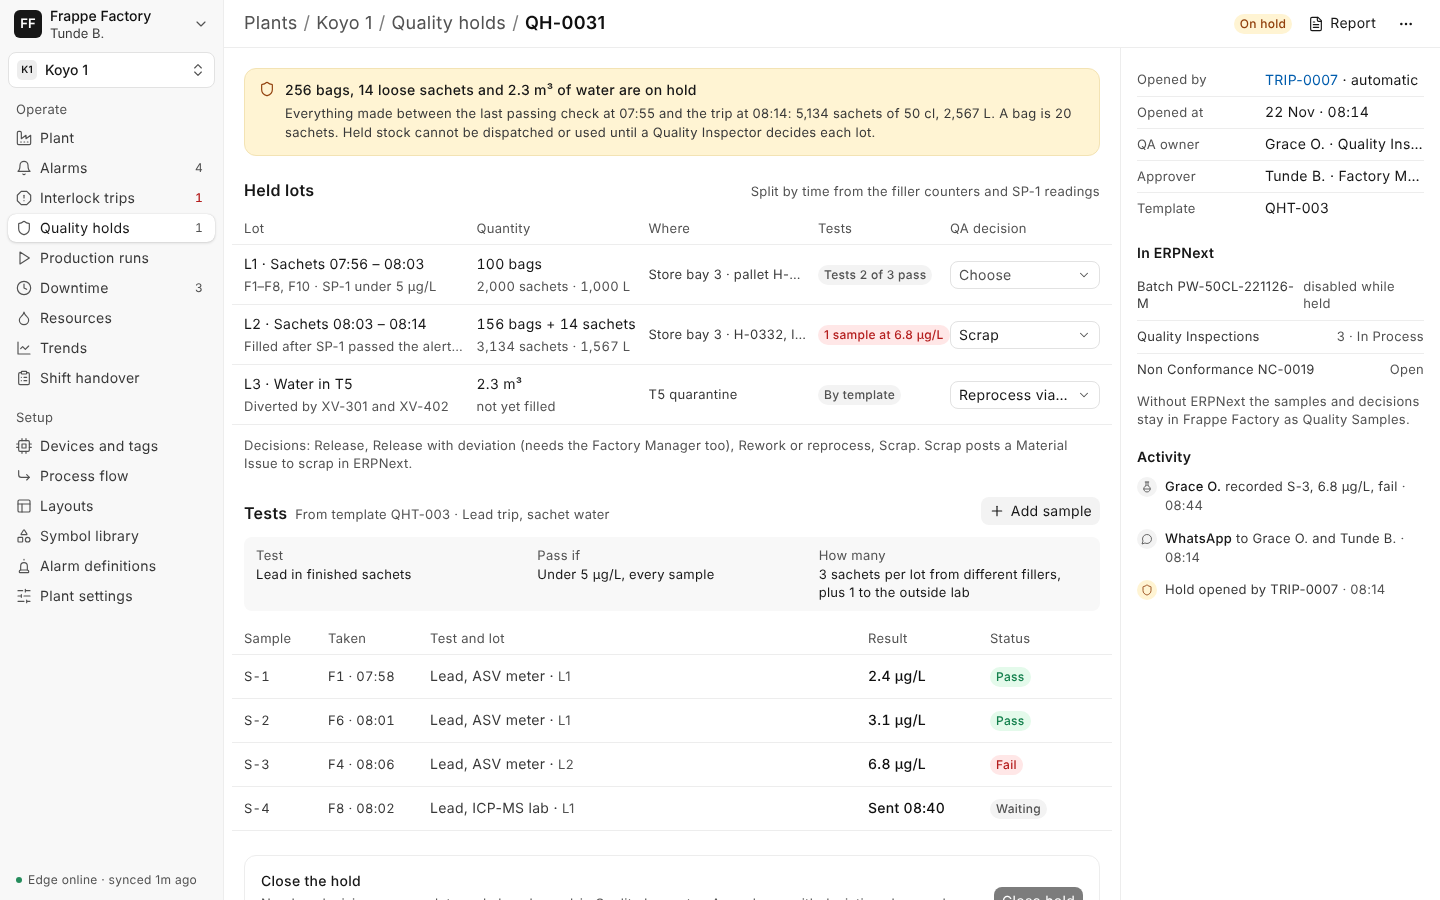 FF
Frappe Factory
Tunde B.
K1 Koyo 1
Operate
Plant
Alarms 4
Interlock trips 1
Quality holds 1
Production runs
Downtime 3
Resources
Trends
Shift handover
Setup
Devices and tags
Process flow
Layouts
Symbol library
Alarm definitions
Plant settings
Edge online · synced 1m ago
Plants / Koyo 1 / Quality holds / QH-0031
On hold
Report
256 bags, 14 loose sachets and 2.3 m³ of water are on hold
Everything made between the last passing check at 07:55 and the trip at 08:14: 5,134 sachets of 50 cl, 2,567 L. A bag is 20
sachets. Held stock cannot be dispatched or used until a Quality Inspector decides each lot.
Held lots
Split by time from the filler counters and SP-1 readings
Lot Quantity Where Tests QA decision
L1 · Sachets 07:56 – 08:03
F1–F8, F10 · SP-1 under 5 µg/L
100 bags
2,000 sachets · 1,000 L
Store bay 3 · pallet H-...
Tests 2 of 3 pass
Choose
L2 · Sachets 08:03 – 08:14
Filled after SP-1 passed the alert...
156 bags + 14 sachets
3,134 sachets · 1,567 L
Store bay 3 · H-0332, l...
1 sample at 6.8 µg/L
Scrap
L3 · Water in T5
Diverted by XV-301 and XV-402
2.3 m³
not yet filled
T5 quarantine
By template
Reprocess via...
Decisions: Release, Release with deviation (needs the Factory Manager too), Rework or reprocess, Scrap. Scrap posts a Material
Issue to scrap in ERPNext.
Tests From template QHT-003 · Lead trip, sachet water
Add sample
Test
Lead in finished sachets
Pass if
Under 5 µg/L, every sample
How many
3 sachets per lot from different fillers,
plus 1 to the outside lab
Sample Taken Test and lot Result Status
S-1 F1 · 07:58 Lead, ASV meter · L1 2.4 µg/L Pass
S-2 F6 · 08:01 Lead, ASV meter · L1 3.1 µg/L Pass
S-3 F4 · 08:06 Lead, ASV meter · L2 6.8 µg/L Fail
S-4 F8 · 08:02 Lead, ICP-MS lab · L1 Sent 08:40 Waiting
Close the hold
Opened by TRIP-0007 · automatic
Opened at 22 Nov · 08:14
QA owner Grace O. · Quality Ins...
Approver Tunde B. · Factory M...
Template QHT-003
In ERPNext
Batch PW-50CL-221126-
M
disabled while
held
Quality Inspections 3 · In Process
Non Conformance NC-0019 Open
Without ERPNext the samples and decisions
stay in Frappe Factory as Quality Samples.
Activity
Grace O. recorded S-3, 6.8 µg/L, fail ·
08:44
WhatsApp to Grace O. and Tunde B. ·
08:14
Hold opened by TRIP-0007 · 08:14